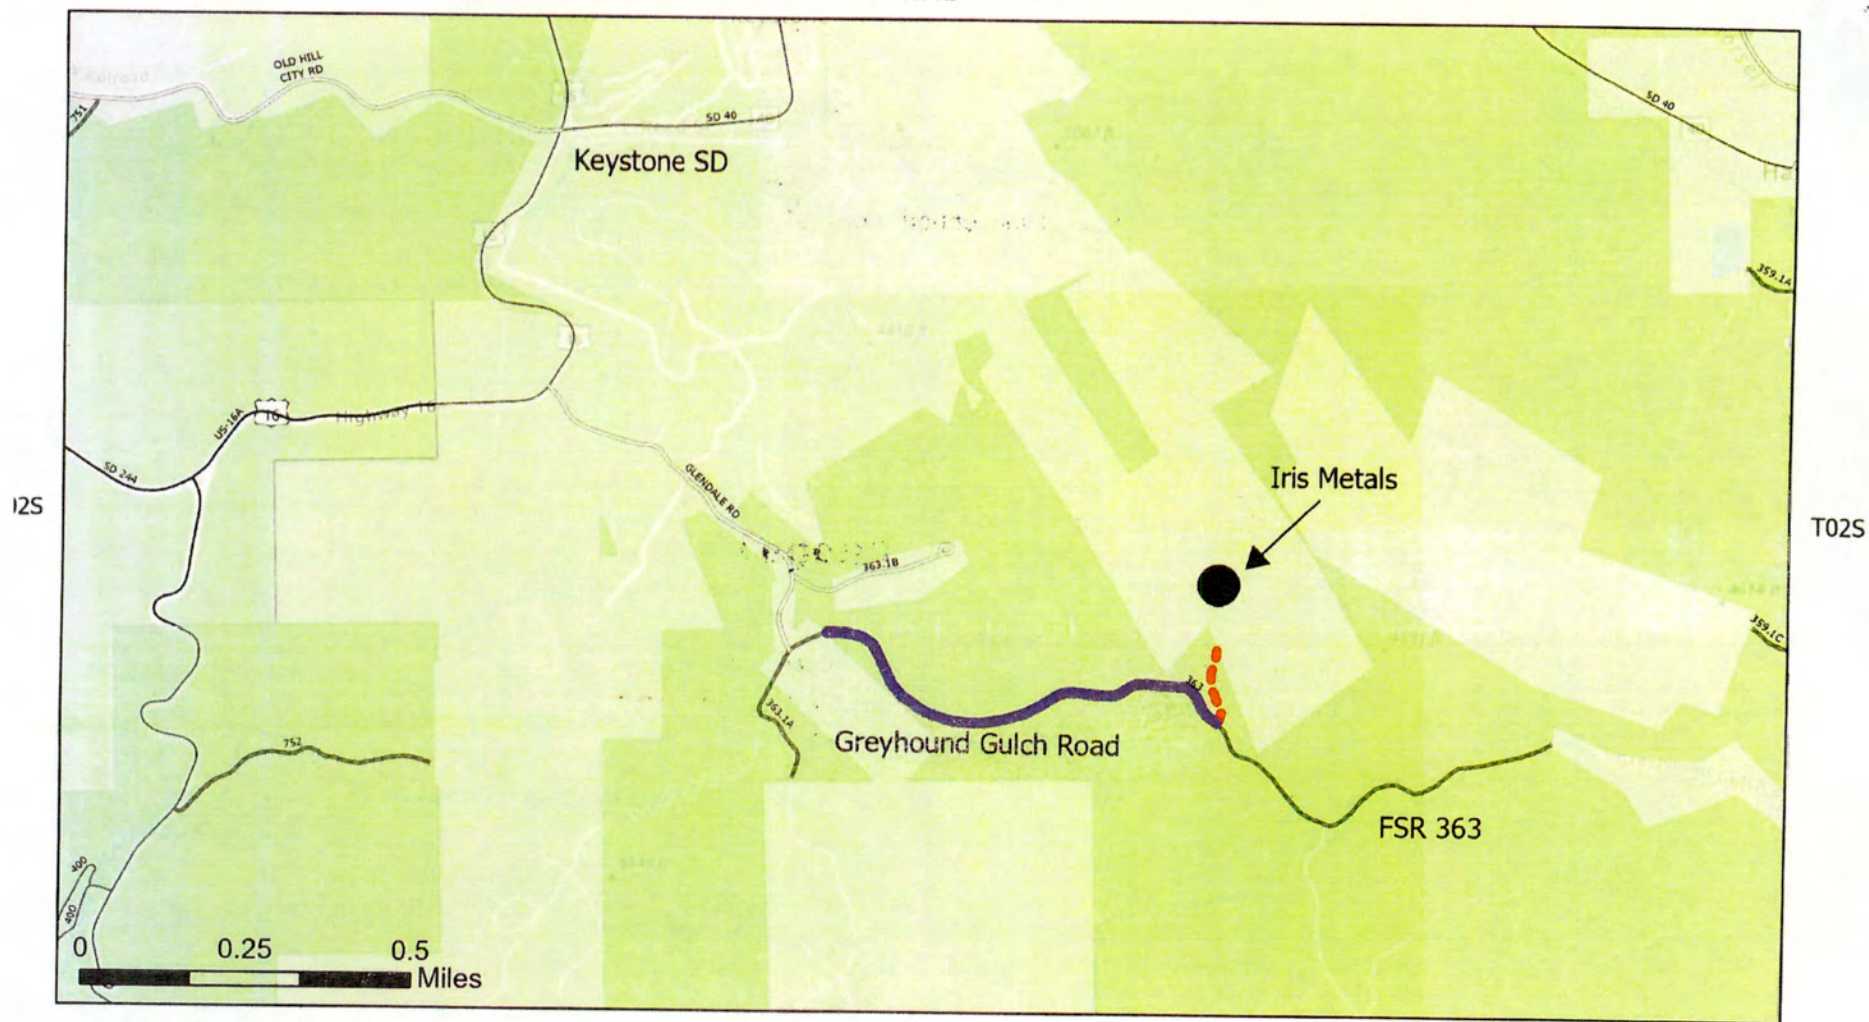 OLD HILL
CITY RD
751
SD 40
SD 40
Keystone SD
359.1A
16
Highway 16
US-16A
SD 244
GLENDALE RD
Iris Metals
T02S
363.1B
359.1C
363
363.1A
Greyhound Gulch Road
752
FSR 363
400
400
0 0.25 0.5
Miles